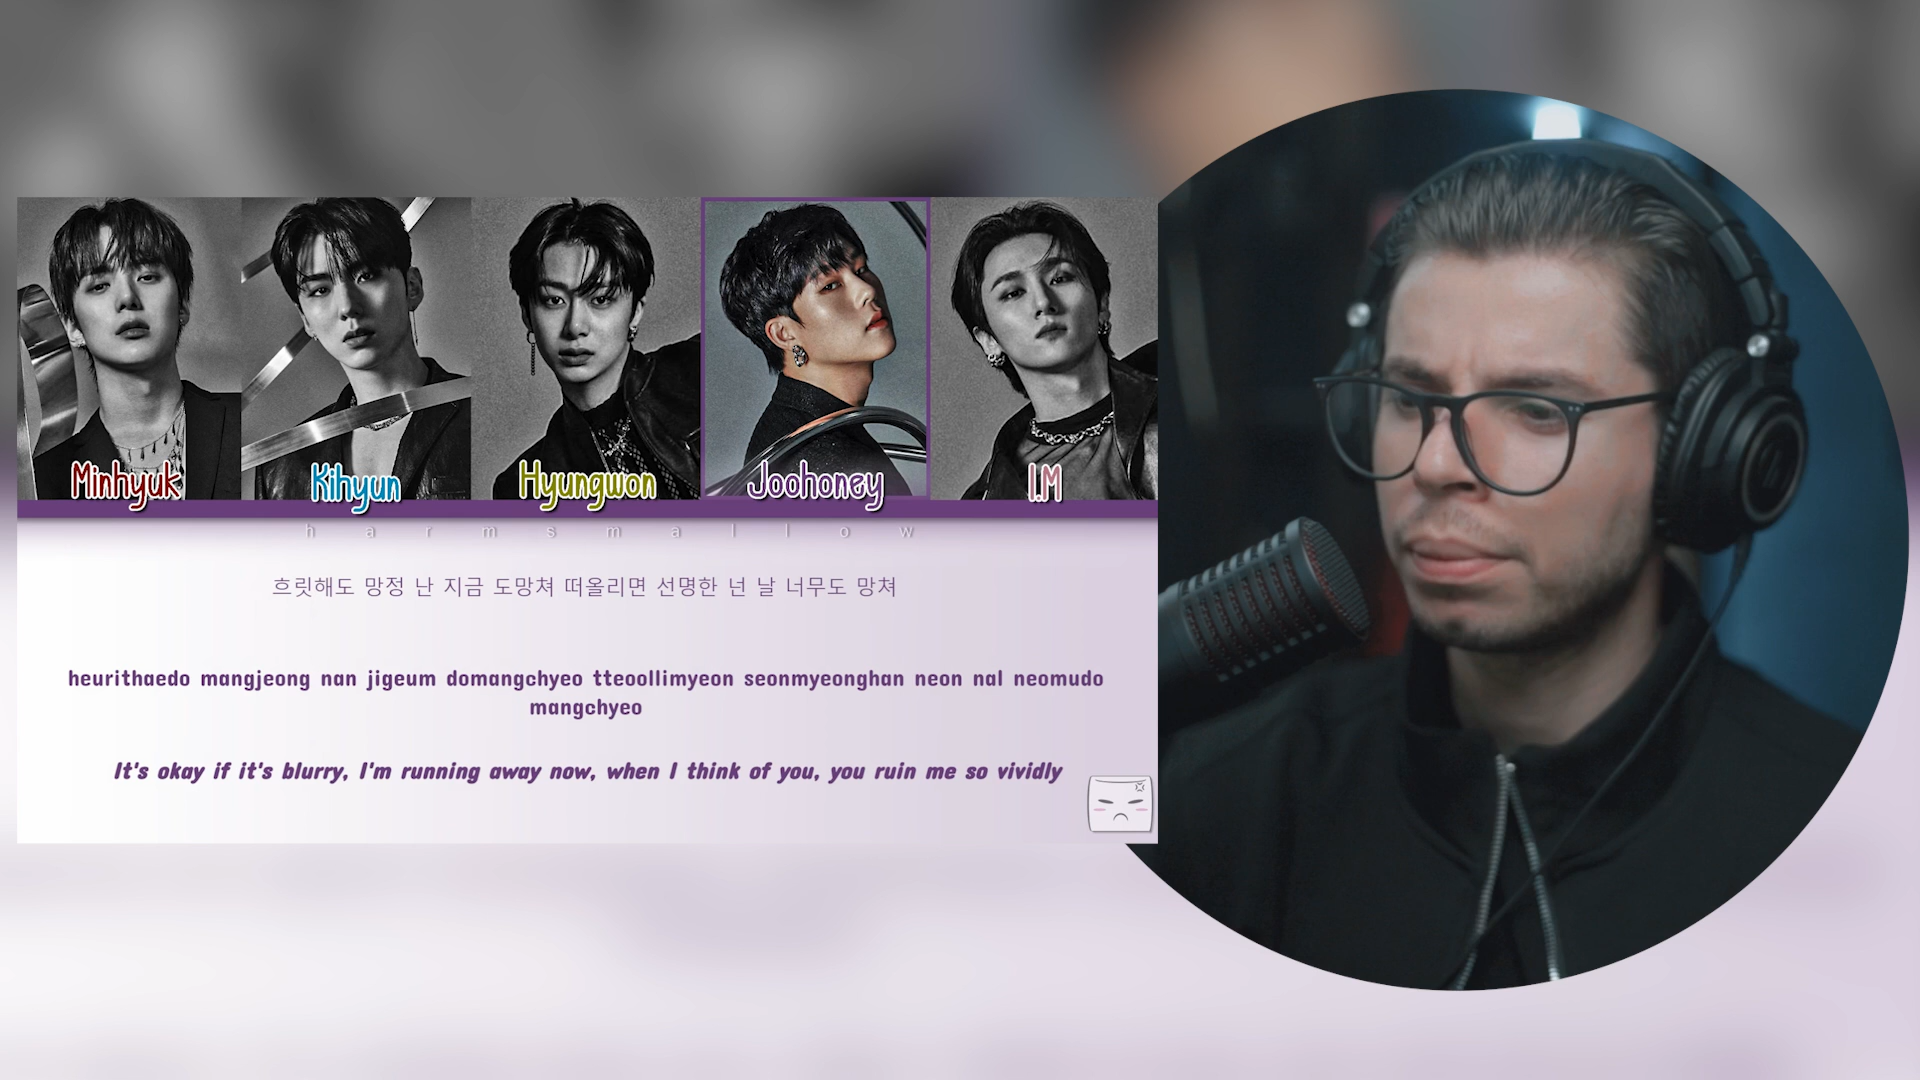 Minhyuk
Kihyun
Hyungwon
Joohoney
I.M
harmsmallow
흐릿해도 망정 난 지금 도망쳐 떠올리면 선명한 넌 날 너무도 망쳐
heurithaedo mangjeong nan jigeum domangchyeo tteoollimyeon seonmyeonghan neon nal neomudo
mangchyeo
It's okay if it's blurry, I'm running away now, when I think of you, you ruin me so vividly